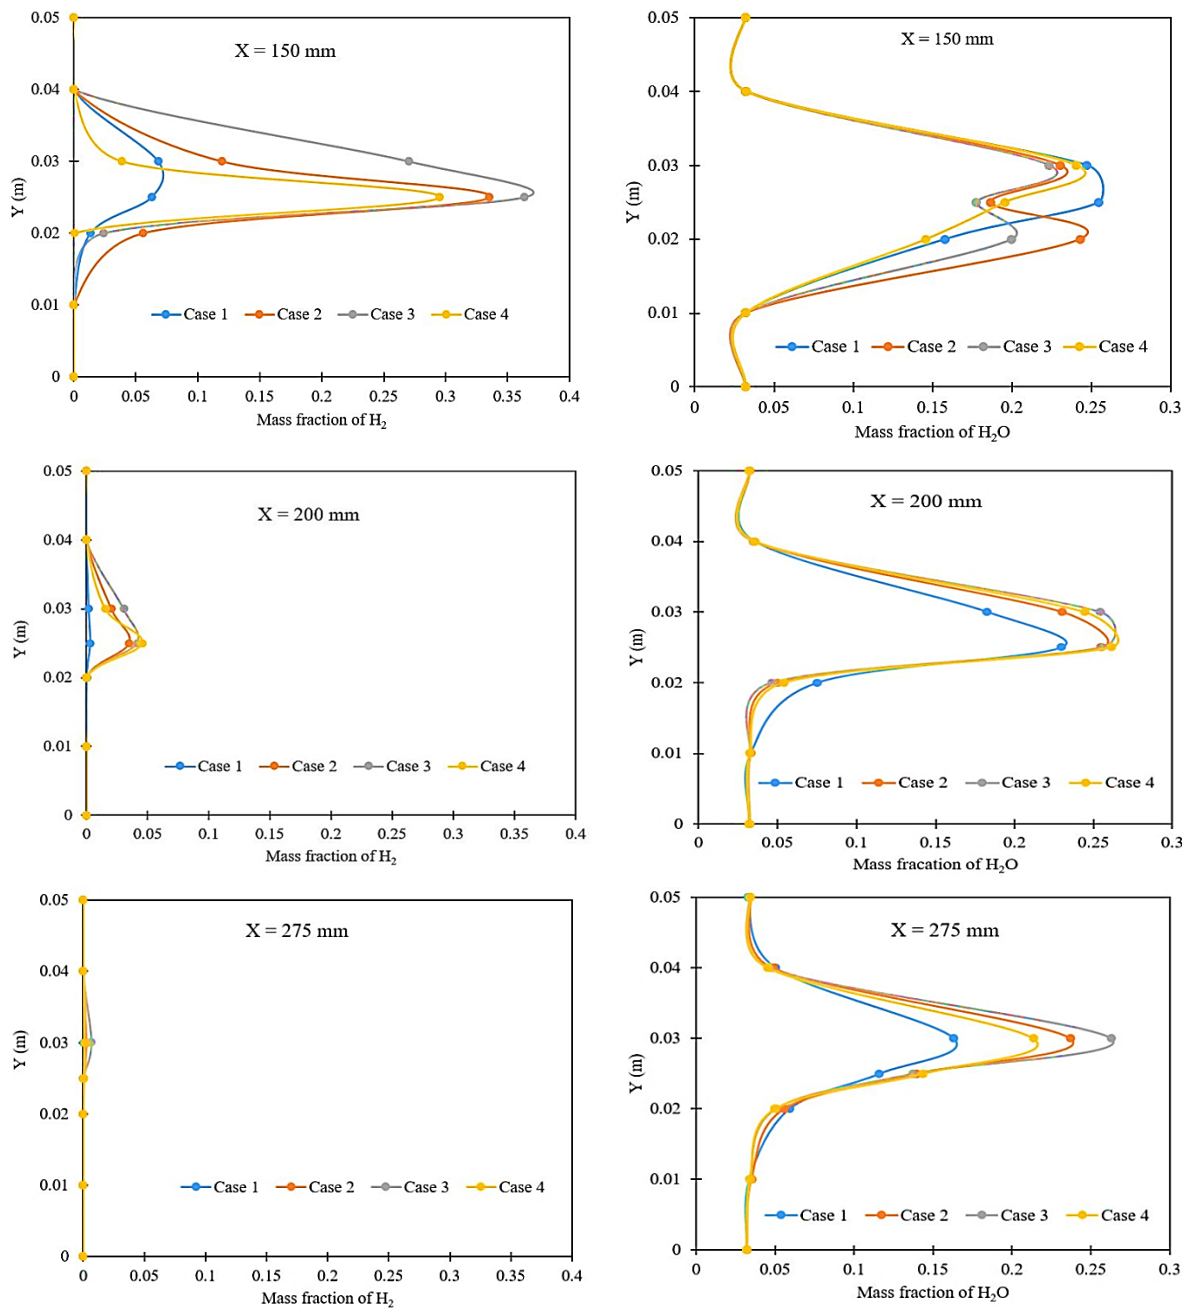 X = 150 mm
Y (m)
0.05
0.04
0.03
0.02
0.01
0
Case 1 Case 2 Case 3 Case 4
0 0.05 0.1 0.15 0.2 0.25 0.3 0.35 0.4
Mass fraction of H₂
X = 150 mm
Y (m)
0.05
0.04
0.03
0.02
0.01
0
Case 1 Case 2 Case 3 Case 4
0 0.05 0.1 0.15 0.2 0.25 0.3
Mass fraction of H₂O
X = 200 mm
Y (m)
0.05
0.04
0.03
0.02
0.01
0
Case 1 Case 2 Case 3 Case 4
0 0.05 0.1 0.15 0.2 0.25 0.3 0.35 0.4
Mass fraction of H₂
X = 200 mm
Y (m)
0.05
0.04
0.03
0.02
0.01
0
Case 1 Case 2 Case 3 Case 4
0 0.05 0.1 0.15 0.2 0.25 0.3
Mass fracation of H₂O
X = 275 mm
Y (m)
0.05
0.04
0.03
0.02
0.01
0
Case 1 Case 2 Case 3 Case 4
0 0.05 0.1 0.15 0.2 0.25 0.3 0.35 0.4
Mass fraction of H₂
X = 275 mm
Y (m)
0.05
0.04
0.03
0.02
0.01
0
Case 1 Case 2 Case 3 Case 4
0 0.05 0.1 0.15 0.2 0.25 0.3
Mass fraction of H₂O